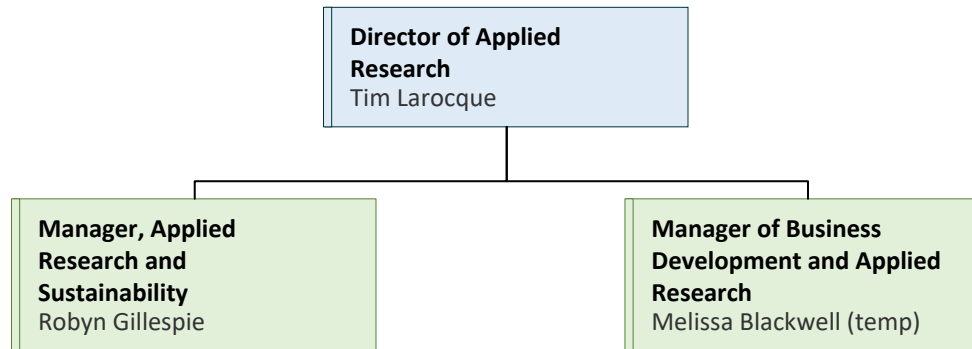 Director of Applied
Research
Tim Larocque
Manager, Applied
Research and
Sustainability
Robyn Gillespie
Manager of Business
Development and Applied
Research
Melissa Blackwell (temp)